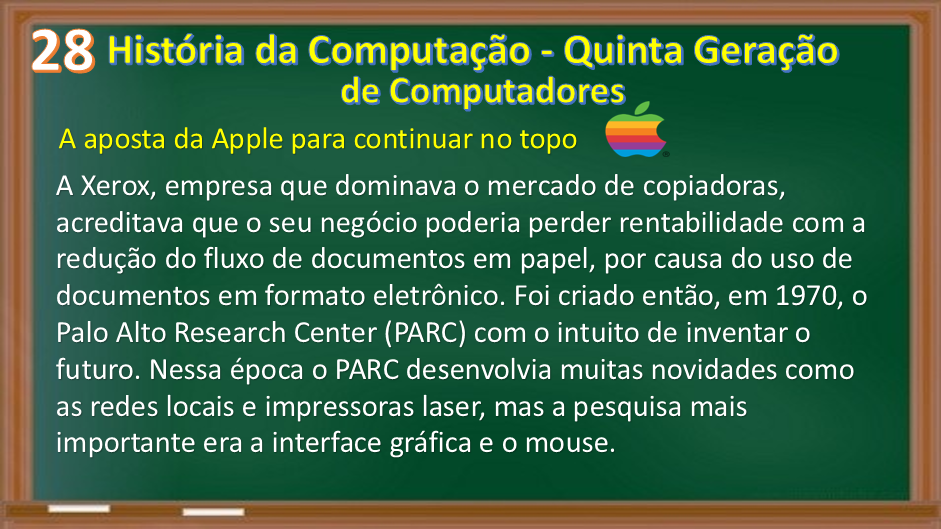 28 História da Computação - Quinta Geração
de Computadores
A aposta da Apple para continuar no topo
A Xerox, empresa que dominava o mercado de copiadoras,
acreditava que o seu negócio poderia perder rentabilidade com a
redução do fluxo de documentos em papel, por causa do uso de
documentos em formato eletrônico. Foi criado então, em 1970, o
Palo Alto Research Center (PARC) com o intuito de inventar o
futuro. Nessa época o PARC desenvolvia muitas novidades como
as redes locais e impressoras laser, mas a pesquisa mais
importante era a interface gráfica e o mouse.